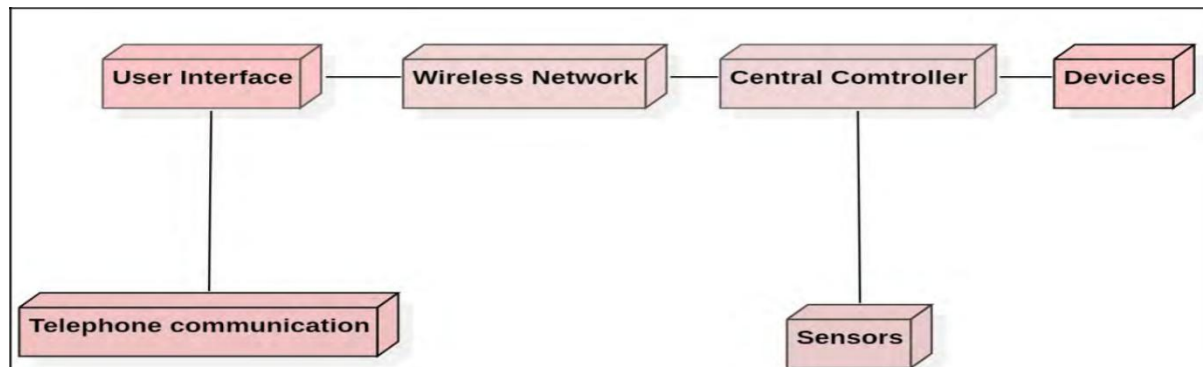 User Interface
Wireless Network
Central Comtroller
Devices
Telephone communication
Sensors